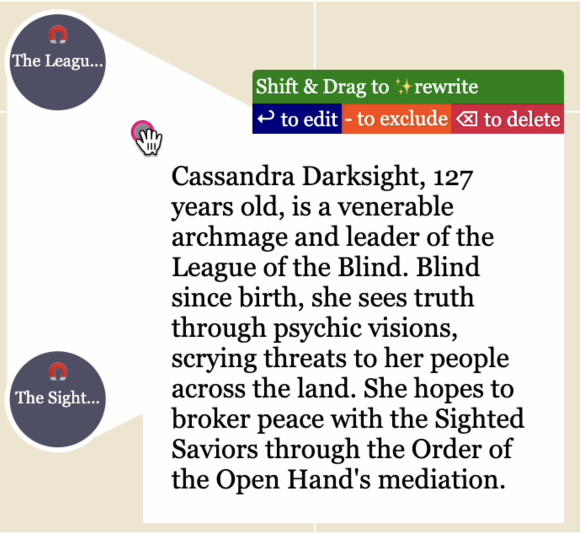 The Leagu...
Shift & Drag to ✨rewrite
↩ to edit - to exclude ⌫ to delete
Cassandra Darksight, 127
years old, is a venerable
archmage and leader of the
League of the Blind. Blind
since birth, she sees truth
through psychic visions,
scrying threats to her people
across the land. She hopes to
broker peace with the Sighted
Saviors through the Order of
the Open Hand's mediation.
The Sight...